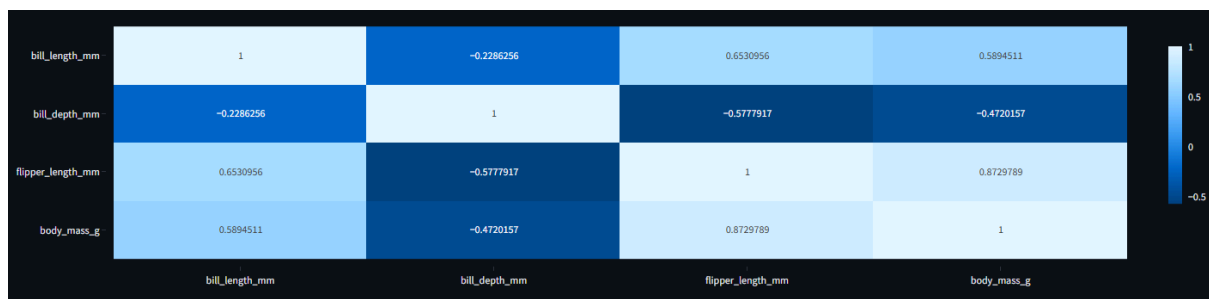 bill_length_mm 1 −0.2286256 0.6530956 0.5894511
bill_depth_mm −0.2286256 1 −0.5777917 −0.4720157
flipper_length_mm 0.6530956 −0.5777917 1 0.8729789
body_mass_g 0.5894511 −0.4720157 0.8729789 1
bill_length_mm bill_depth_mm flipper_length_mm body_mass_g
1
0.5
0
−0.5